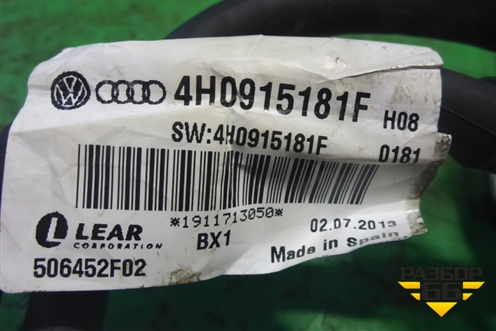 4H0915181F H08
SW:4H0915181F 0181
*1911713050*
LEAR
CORPORATION
BX1
02.07.2013
506452F02
Made in Spain
РАЗБОР
66